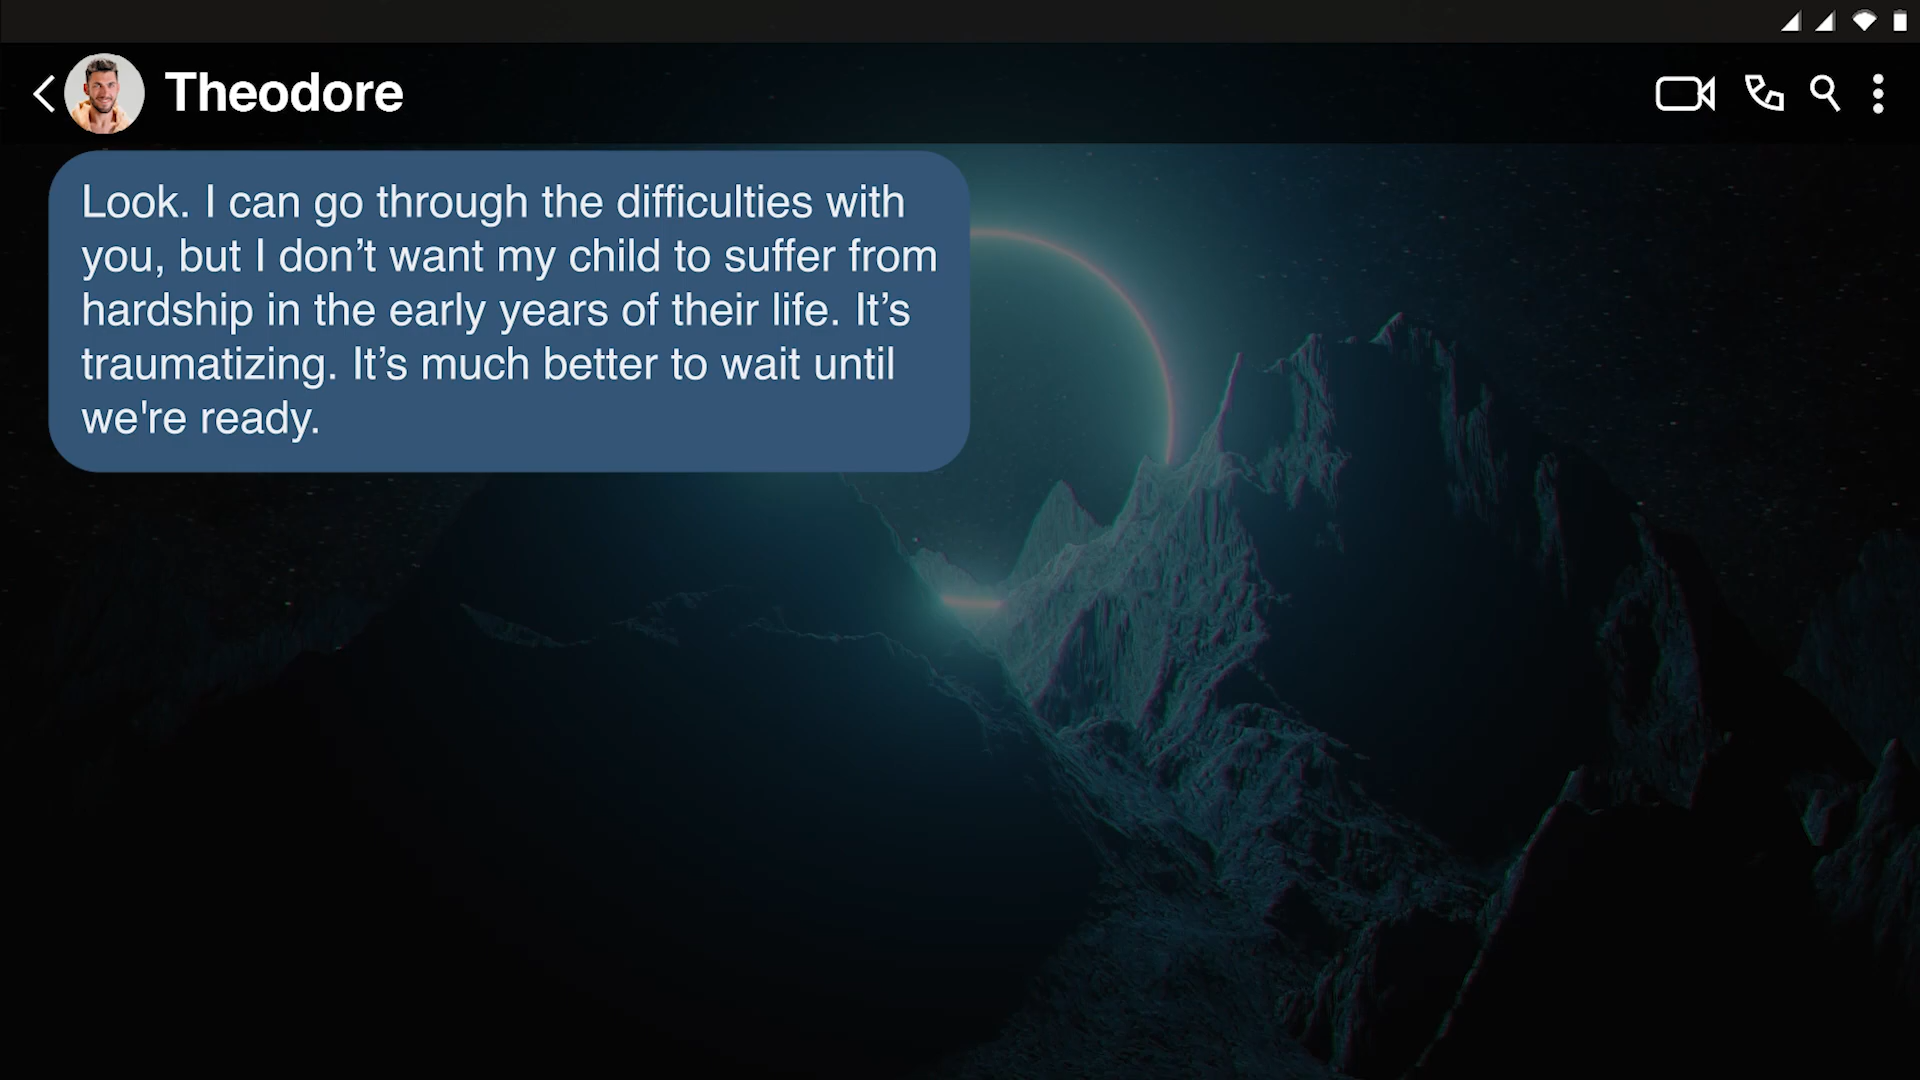 Theodore
Look. I can go through the difficulties with
you, but I don’t want my child to suffer from
hardship in the early years of their life. It’s
traumatizing. It’s much better to wait until
we're ready.